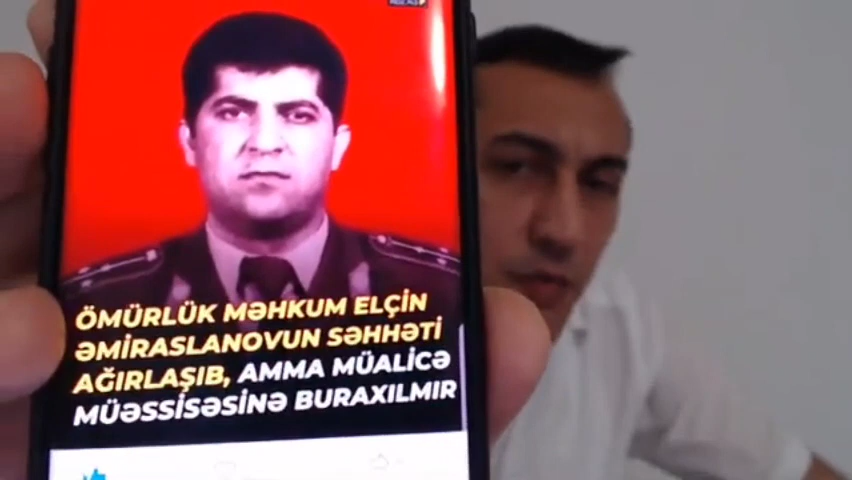 ÖMÜRLÜK MƏHKUM ELÇİN
ƏMİRASLANOVUN SƏHHƏTİ
AĞIRLAŞIB, AMMA MÜALİCƏ
MÜƏSSİSƏSİNƏ BURAXILMIR